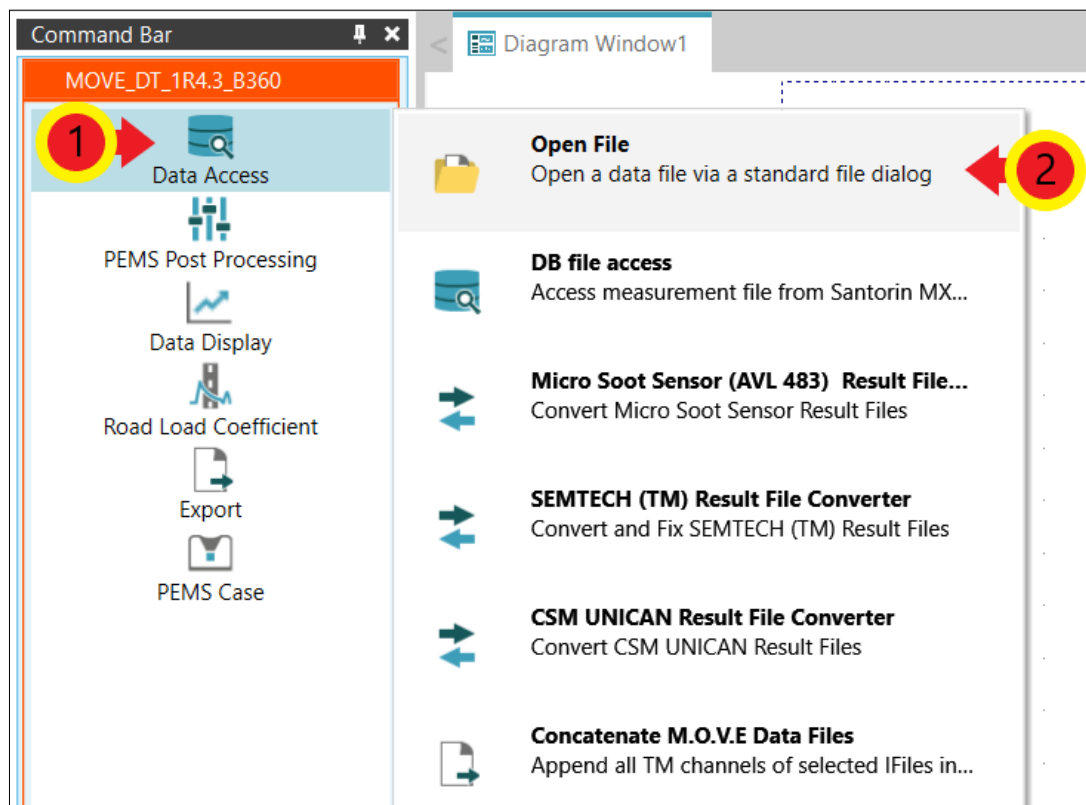 Command Bar
Diagram Window1
MOVE_DT_1R4.3_B360
1
Data Access
PEMS Post Processing
Data Display
Road Load Coefficient
Export
PEMS Case
Open File
Open a data file via a standard file dialog
2
DB file access
Access measurement file from Santorin MX...
Micro Soot Sensor (AVL 483)  Result File...
Convert Micro Soot Sensor Result Files
SEMTECH (TM) Result File Converter
Convert and Fix SEMTECH (TM) Result Files
CSM UNICAN Result File Converter
Convert CSM UNICAN Result Files
Concatenate M.O.V.E Data Files
Append all TM channels of selected IFiles in...